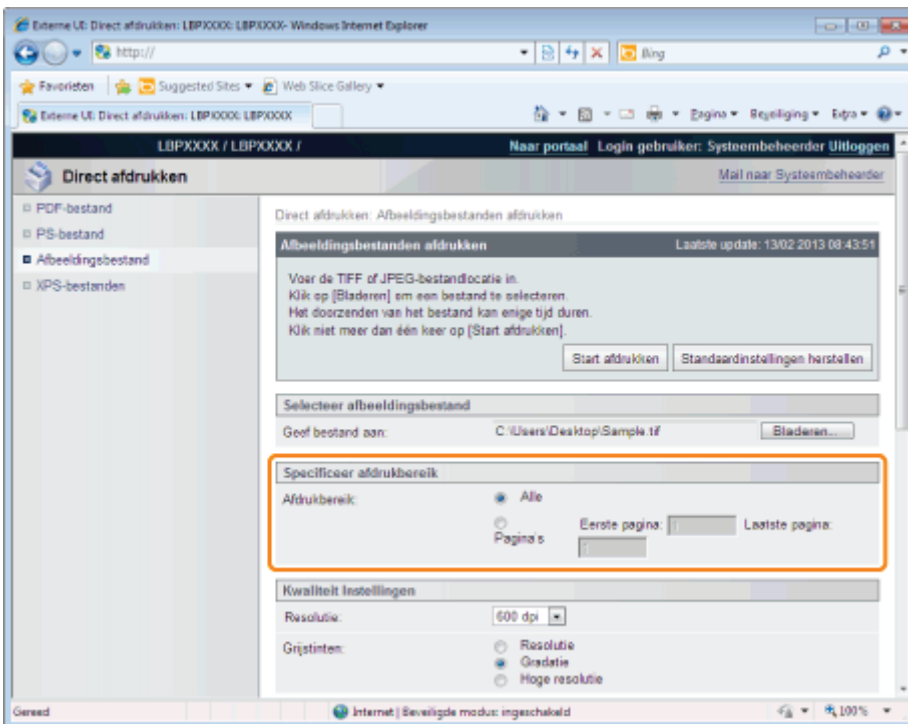 Externe UI: Direct afdrukken: LBPXXXX: LBPXXXX- Windows Internet Explorer
http://
Bing
Favorieten Suggested Sites Web Slice Gallery
Externe UI: Direct afdrukken: LBPXXXX: LBPXXXX
Pagina Beveiliging Extra
LBPXXXX / LBPXXXX / Naar portaal Login gebruiker: Systeembeheerder Uitloggen
Direct afdrukken Mail naar Systeembeheerder
PDF-bestand
PS-bestand
Afbeeldingsbestand
XPS-bestanden
Direct afdrukken: Afbeeldingsbestanden afdrukken
Afbeeldingsbestanden afdrukken Laatste update: 13/02 2013 08:43:51
Voer de TIFF of JPEG-bestandlocatie in.
Klik op [Bladeren] om een bestand te selecteren.
Het doorzenden van het bestand kan enige tijd duren.
Klik niet meer dan één keer op [Start afdrukken].
Start afdrukken Standaardinstellingen herstellen
Selecteer afbeeldingsbestand
Geef bestand aan: C:\Users\Desktop\Sample.tif Bladeren...
Specificeer afdrukbereik
Afdrukbereik: Alle
Pagina's Eerste pagina: 1 Laatste pagina:
1
Kwaliteit Instellingen
Resolutie: 600 dpi
Grijstinten: Resolutie
Gradatie
Hoge resolutie
Gereed Internet | Beveiligde modus: ingeschakeld 100%